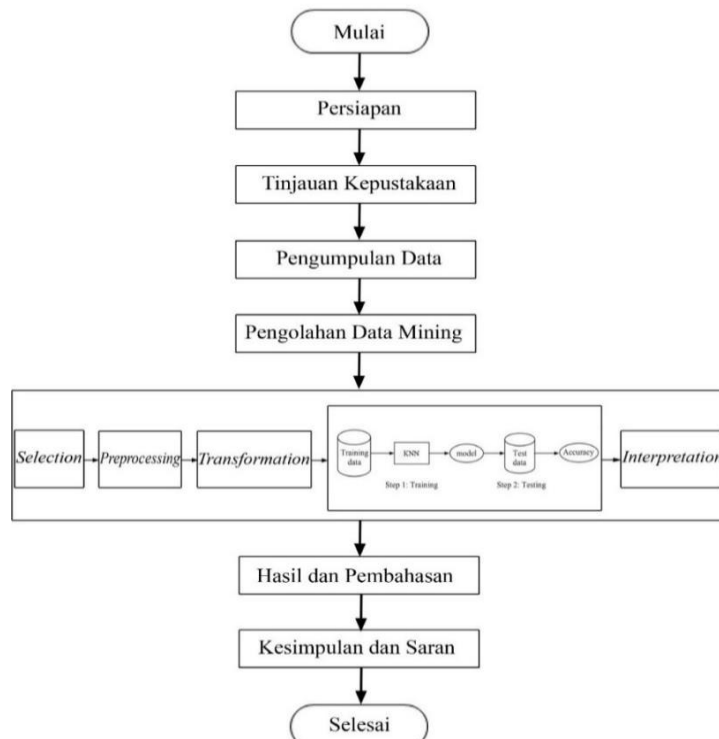 Mulai
Persiapan
Tinjauan Kepustakaan
Pengumpulan Data
Pengolahan Data Mining
Selection
Preprocessing
Transformation
Training
data
KNN
model
Test
data
Accuracy
Step 1: Training
Step 2: Testing
Interpretation
Hasil dan Pembahasan
Kesimpulan dan Saran
Selesai